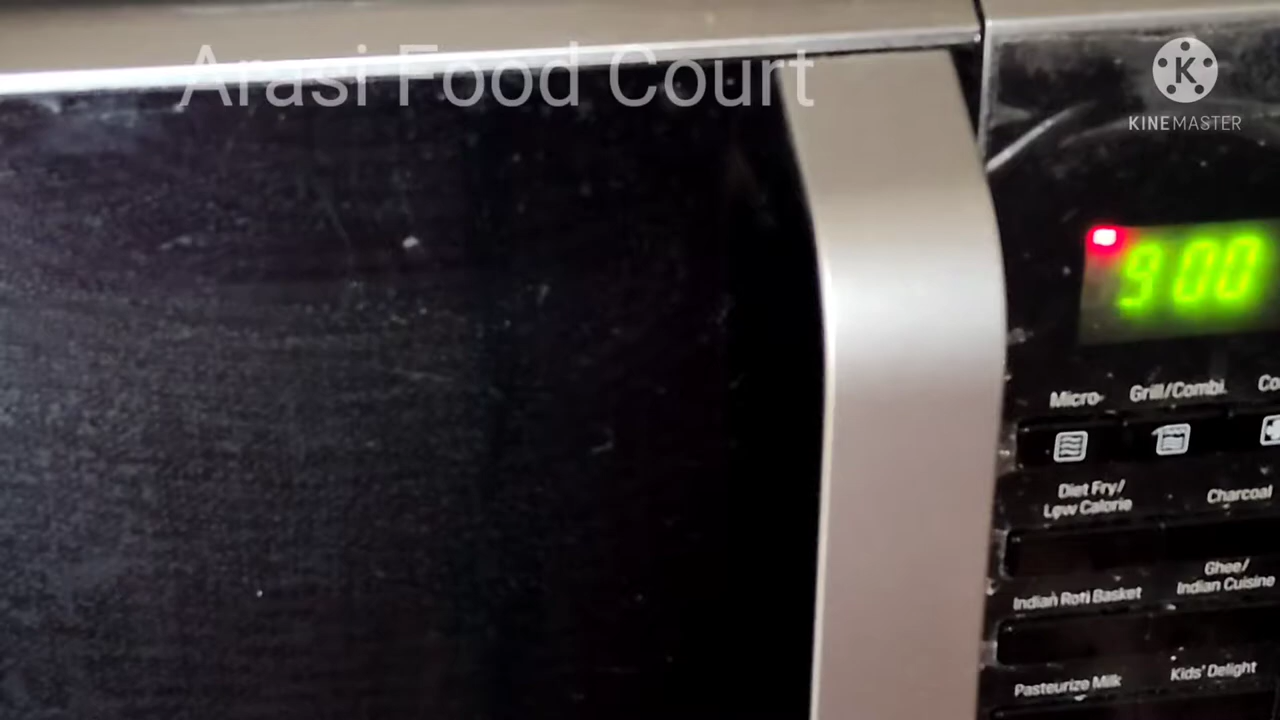 Arasi Food Court
K
KINEMASTER
9 00
Micro
Grill/Combi
Diet Fry/
Low Calorie
Charcoal
Indian Roti Basket
Ghee/
Indian Cuisine
Pasteurize Milk
Kids' Delight